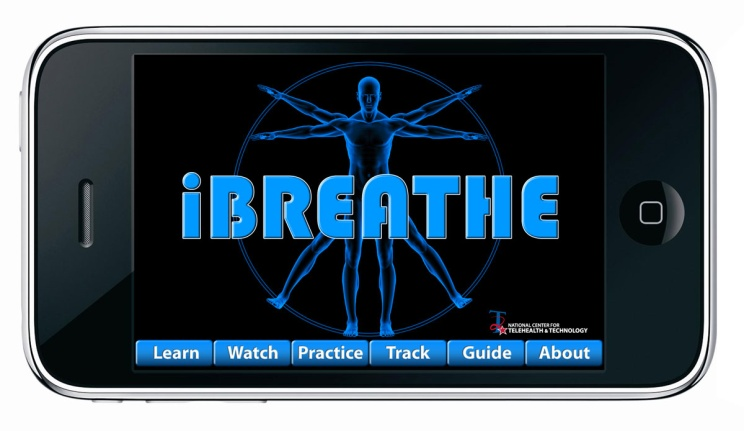 iBREATHE
NATIONAL CENTER FOR
TELEHEALTH & TECHNOLOGY
Learn Watch Practice Track Guide About